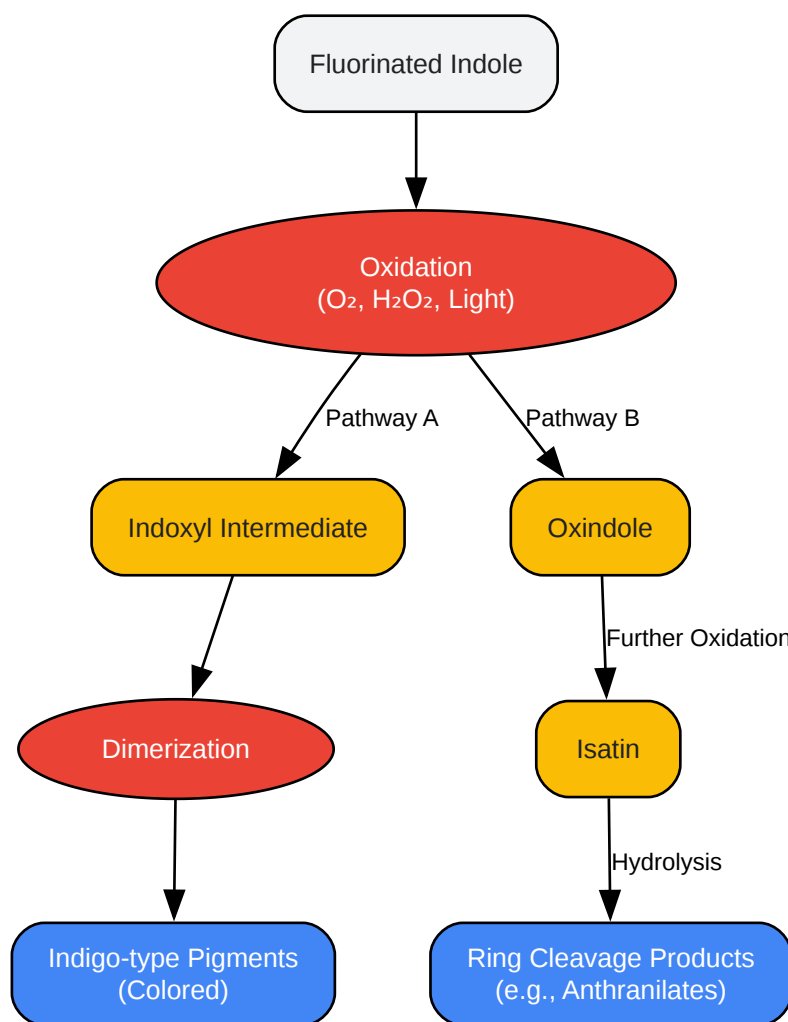 Fluorinated Indole
Oxidation
(O₂, H₂O₂, Light)
Pathway A
Pathway B
Indoxyl Intermediate
Oxindole
Further Oxidation
Dimerization
Isatin
Hydrolysis
Indigo-type Pigments
(Colored)
Ring Cleavage Products
(e.g., Anthranilates)